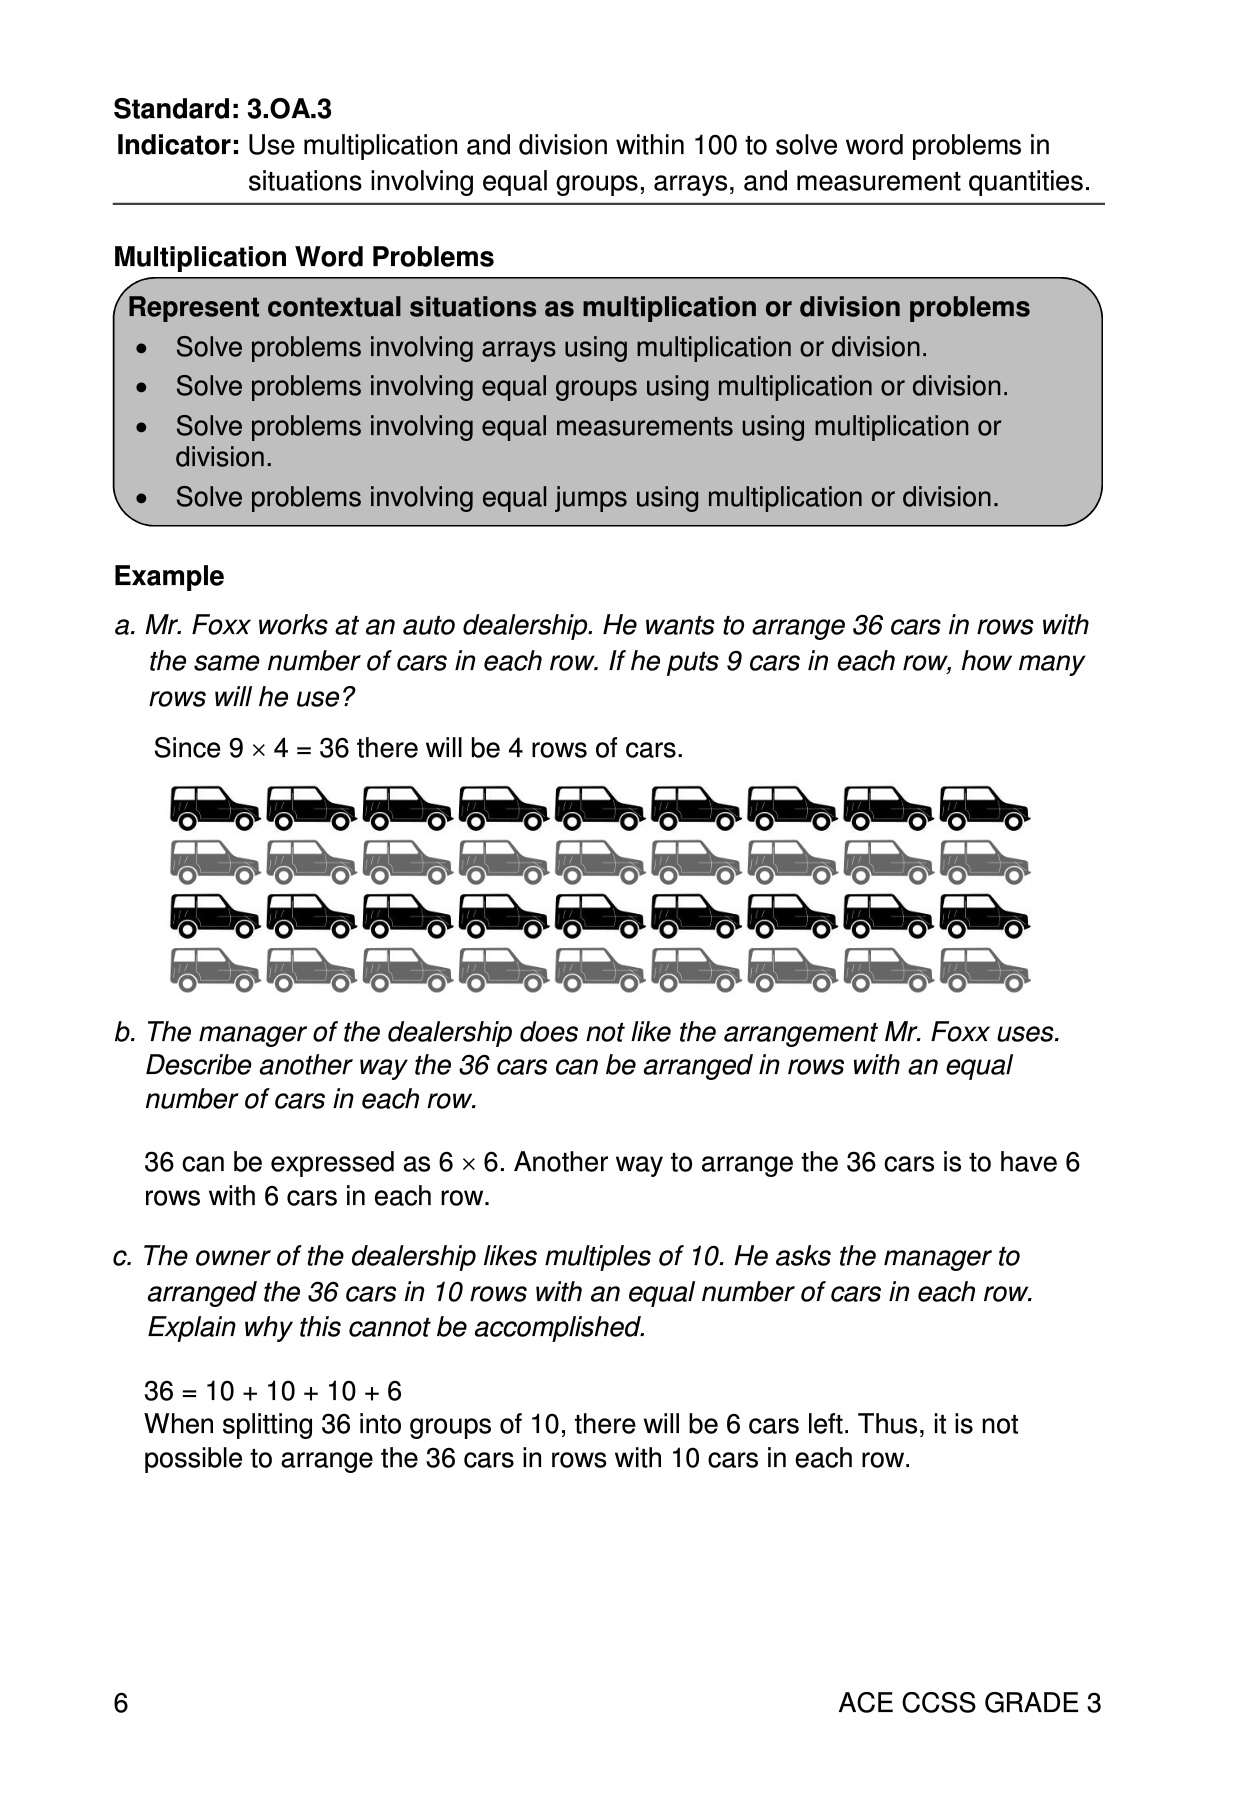 Standard: 3.OA.3
Indicator: Use multiplication and division within 100 to solve word problems in
situations involving equal groups, arrays, and measurement quantities.
Multiplication Word Problems
Represent contextual situations as multiplication or division problems
• Solve problems involving arrays using multiplication or division.
• Solve problems involving equal groups using multiplication or division.
• Solve problems involving equal measurements using multiplication or
division.
• Solve problems involving equal jumps using multiplication or division.
Example
a. Mr. Foxx works at an auto dealership. He wants to arrange 36 cars in rows with
the same number of cars in each row. If he puts 9 cars in each row, how many
rows will he use?
Since 9 × 4 = 36 there will be 4 rows of cars.
b. The manager of the dealership does not like the arrangement Mr. Foxx uses.
Describe another way the 36 cars can be arranged in rows with an equal
number of cars in each row.
36 can be expressed as 6 × 6. Another way to arrange the 36 cars is to have 6
rows with 6 cars in each row.
c. The owner of the dealership likes multiples of 10. He asks the manager to
arranged the 36 cars in 10 rows with an equal number of cars in each row.
Explain why this cannot be accomplished.
36 = 10 + 10 + 10 + 6
When splitting 36 into groups of 10, there will be 6 cars left. Thus, it is not
possible to arrange the 36 cars in rows with 10 cars in each row.
6 ACE CCSS GRADE 3